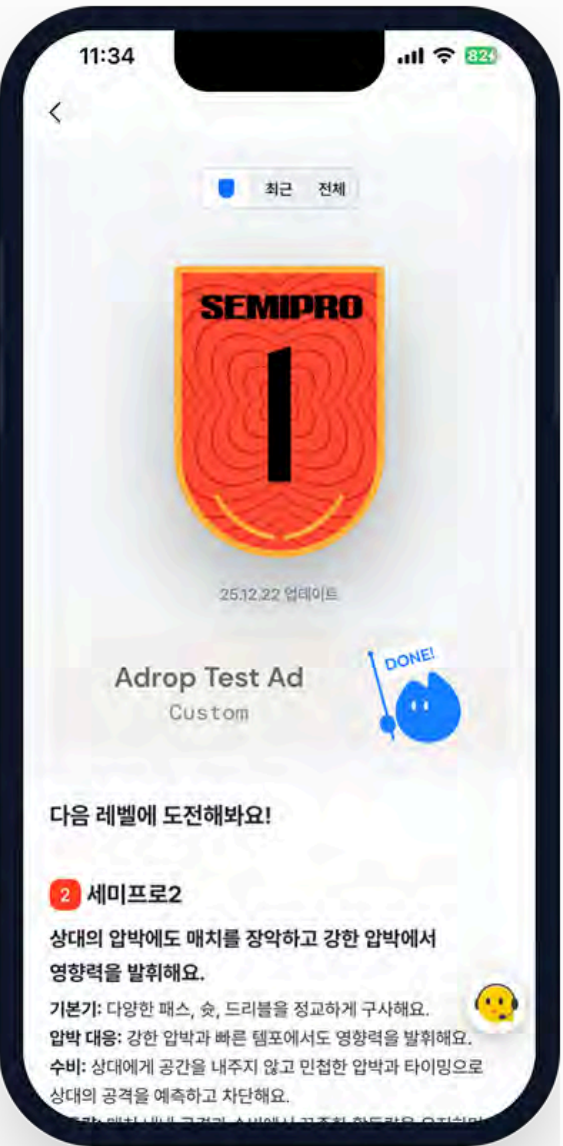 11:34
82
최근 전체
SEMIPRO
1
25.12.22 업데이트
DONE!
Adrop Test Ad
Custom
다음 레벨에 도전해봐요!
2 세미프로2
상대의 압박에도 매치를 장악하고 강한 압박에서
영향력을 발휘해요.
기본기: 다양한 패스, 슛, 드리블을 정교하게 구사해요.
압박 대응: 강한 압박과 빠른 템포에서도 영향력을 발휘해요.
수비: 상대에게 공간을 내주지 않고 민첩한 압박과 타이밍으로
상대의 공격을 예측하고 차단해요.